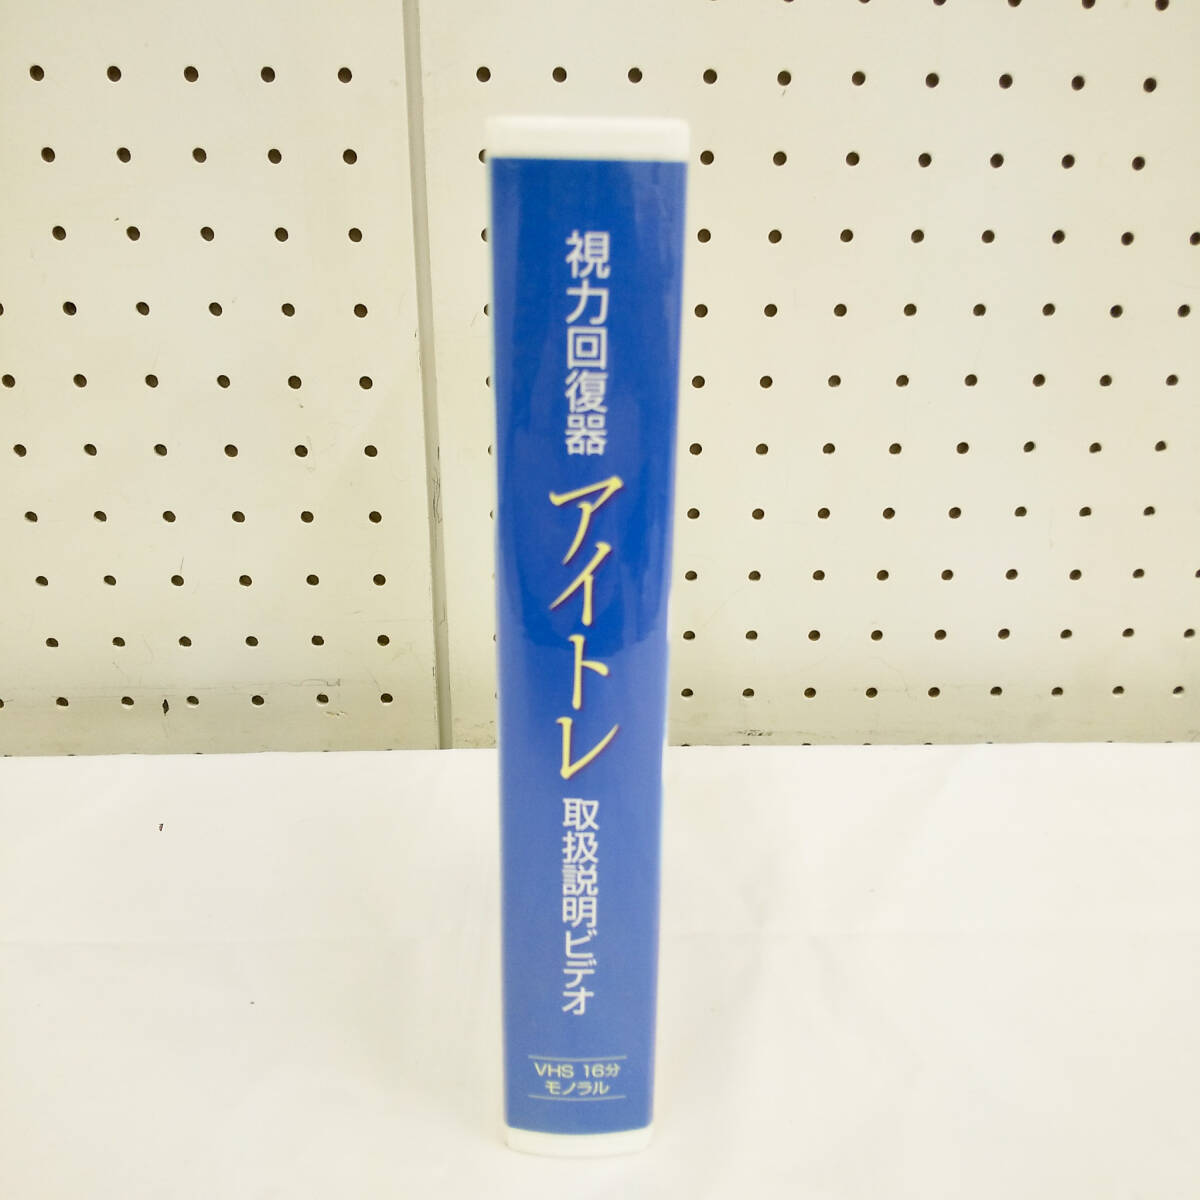 視力回復器
アイトレ
取扱説明ビデオ
VHS 16分
モノラル